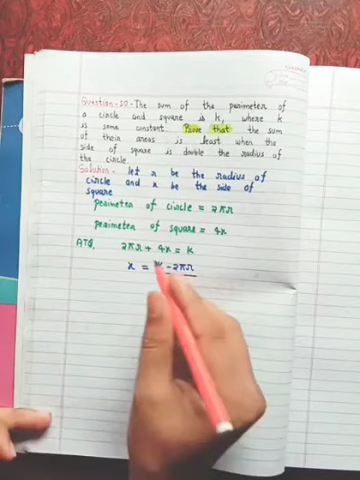 Question-10- The sum of the perimeter of
a circle and square is k, where k
is some constant. Prove that the sum
of their areas is least when the
side of square is double the radius of
the circle.
Solution- let r be the radius of
circle and x be the side of
square
perimeter of circle = 2πr
perimeter of square = 4x
ATQ, 2πr + 4x = k
x = k - 2πr